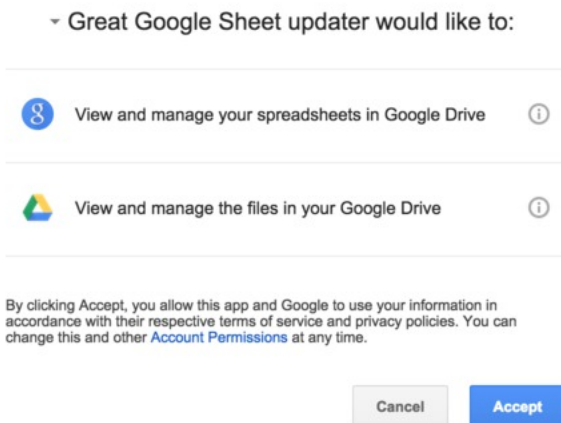 Great Google Sheet updater would like to:
View and manage your spreadsheets in Google Drive
View and manage the files in your Google Drive
By clicking Accept, you allow this app and Google to use your information in
accordance with their respective terms of service and privacy policies. You can
change this and other Account Permissions at any time.
Cancel Accept